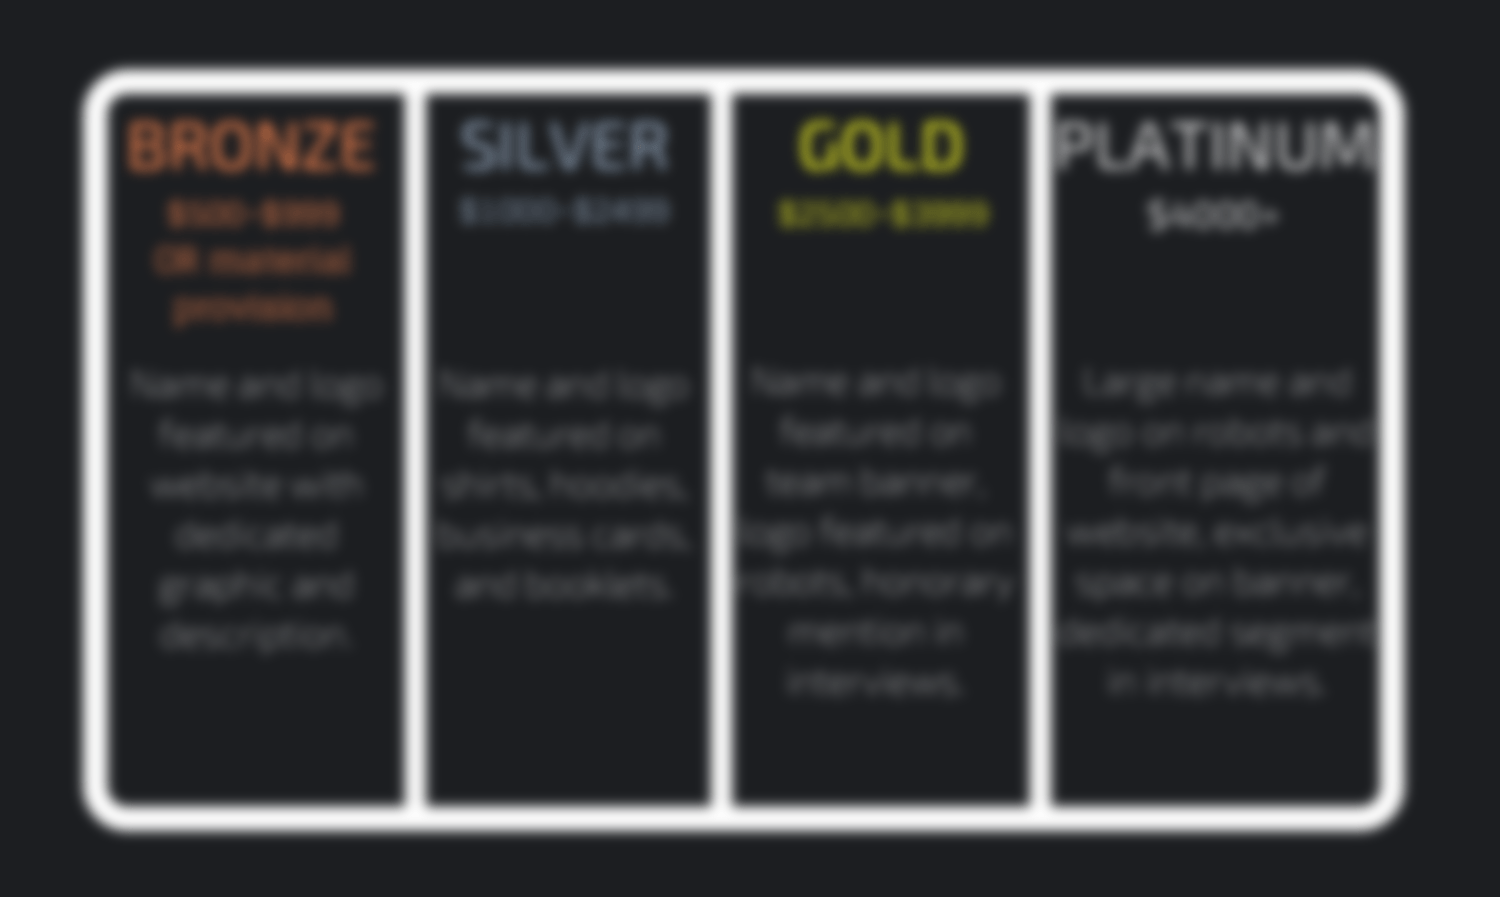 BRONZE
$500-$999
OR material
provision
Name and logo
featured on
website with
dedicated
graphic and
description.
SILVER
$1000-$2499
Name and logo
featured on
shirts, hoodies,
business cards,
and booklets.
GOLD
$2500-$3999
Name and logo
featured on
team banner,
logo featured on
robots, honorary
mention in
interviews.
PLATINUM
$4000+
Large name and
logo on robots and
front page of
website, exclusive
space on banner,
dedicated segment
in interviews.